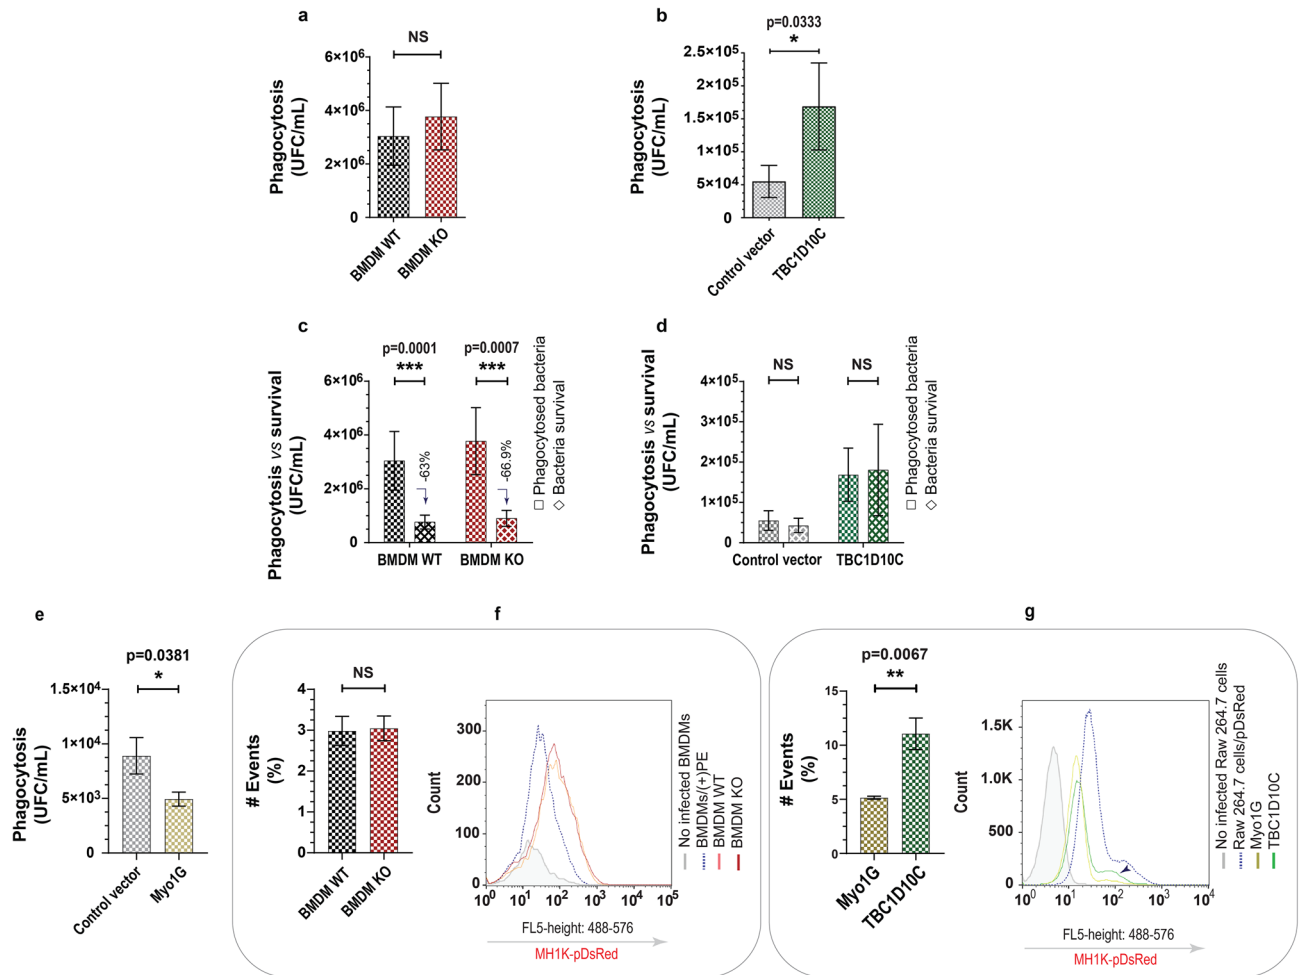 a
NS
Phagocytosis
(UFC/mL)
6×10⁶
4×10⁶
2×10⁶
0
BMDM WT
BMDM KO
b
p=0.0333
*
Phagocytosis
(UFC/mL)
2.5×10⁵
2×10⁵
1.5×10⁵
1×10⁵
5×10⁴
0
Control vector
TBC1D10C
c
p=0.0001
***
p=0.0007
***
Phagocytosis vs survival
(UFC/mL)
6×10⁶
4×10⁶
2×10⁶
0
-63%
-66.9%
BMDM WT
BMDM KO
Phagocytosed bacteria
Bacteria survival
d
NS
NS
Phagocytosis vs survival
(UFC/mL)
4×10⁵
3×10⁵
2×10⁵
1×10⁵
0
Control vector
TBC1D10C
Phagocytosed bacteria
Bacteria survival
e
p=0.0381
*
Phagocytosis
(UFC/mL)
1.5×10⁴
1×10⁴
5×10³
0
Control vector
Myo1G
f
NS
# Events
(%)
4
3
2
1
0
BMDM WT
BMDM KO
Count
300
200
100
0
10⁰
10¹
10²
10³
10⁴
10⁵
FL5-height: 488-576
MH1K-pDsRed
No infected BMDMs
BMDMs/(+)PE
BMDM WT
BMDM KO
g
p=0.0067
**
# Events
(%)
15
10
5
0
Myo1G
TBC1D10C
Count
1.5K
1.0K
500
0
10⁰
10¹
10²
10³
10⁴
FL5-height: 488-576
MH1K-pDsRed
No infected Raw 264.7 cells
Raw 264.7 cells/pDsRed
Myo1G
TBC1D10C